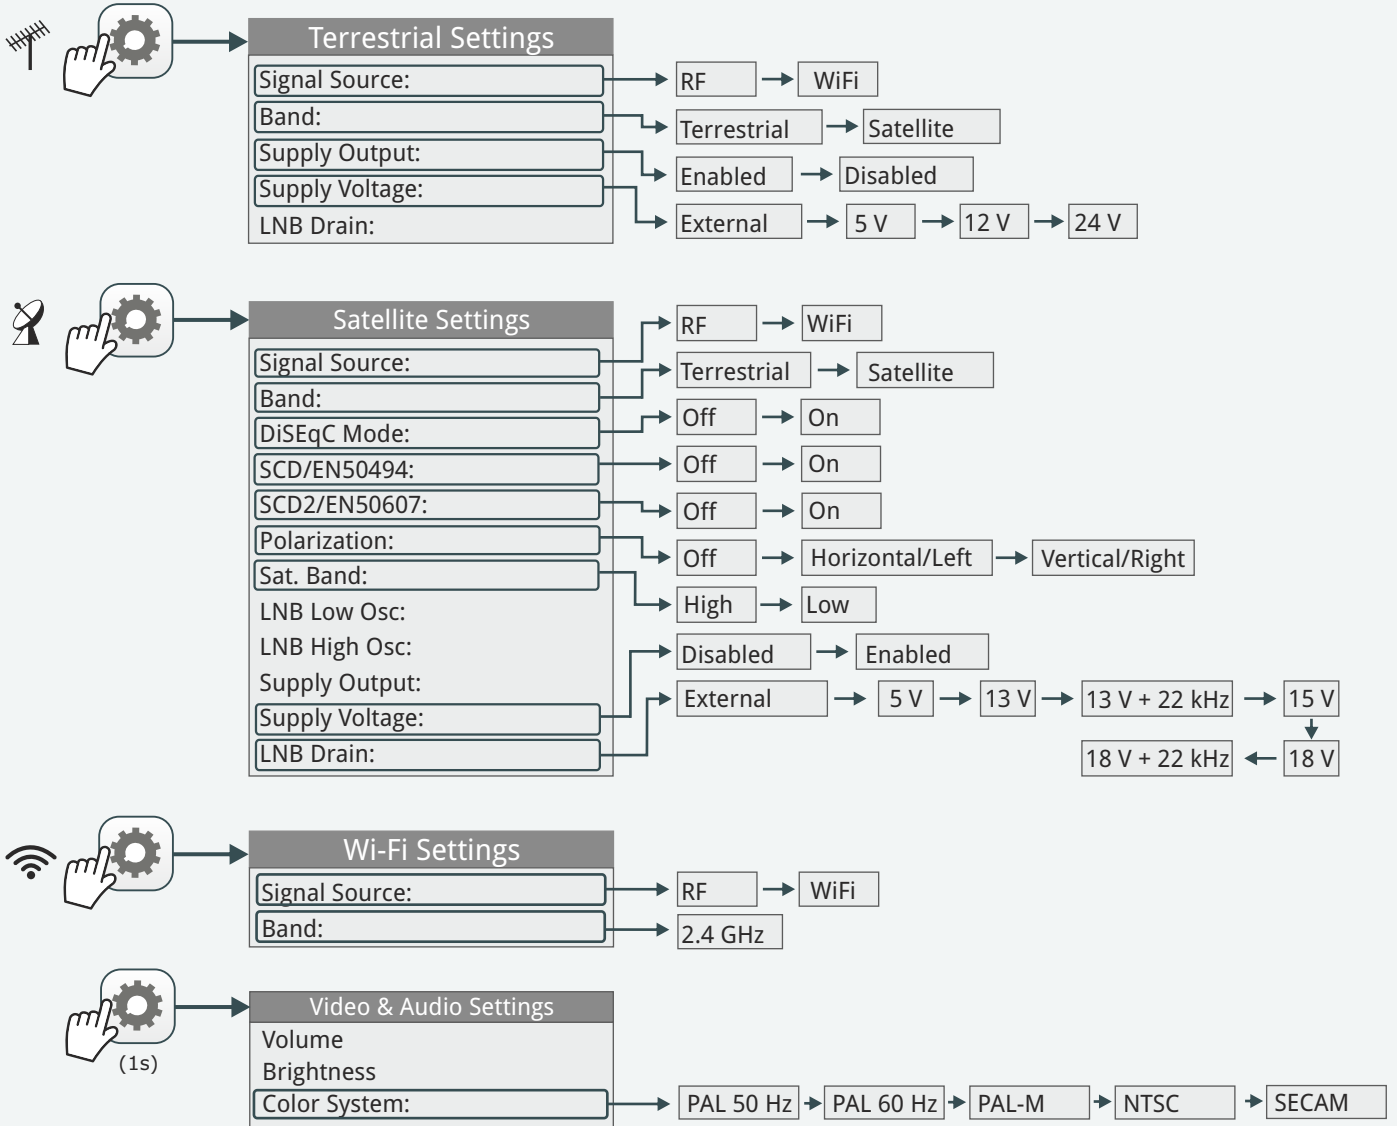 Terrestrial Settings
Signal Source: RF WiFi
Band: Terrestrial Satellite
Supply Output: Enabled Disabled
Supply Voltage: External 5 V 12 V 24 V
LNB Drain:
Satellite Settings
Signal Source: RF WiFi
Band: Terrestrial Satellite
DiSEqC Mode: Off On
SCD/EN50494: Off On
SCD2/EN50607: Off On
Polarization: Off Horizontal/Left Vertical/Right
Sat. Band: High Low
LNB Low Osc:
LNB High Osc:
Supply Output:
Supply Voltage: Disabled Enabled
LNB Drain: External 5 V 13 V 13 V + 22 kHz 15 V
18 V + 22 kHz 18 V
Wi-Fi Settings
Signal Source: RF WiFi
Band: 2.4 GHz
Video & Audio Settings
(1s)
Volume
Brightness
Color System: PAL 50 Hz PAL 60 Hz PAL-M NTSC SECAM